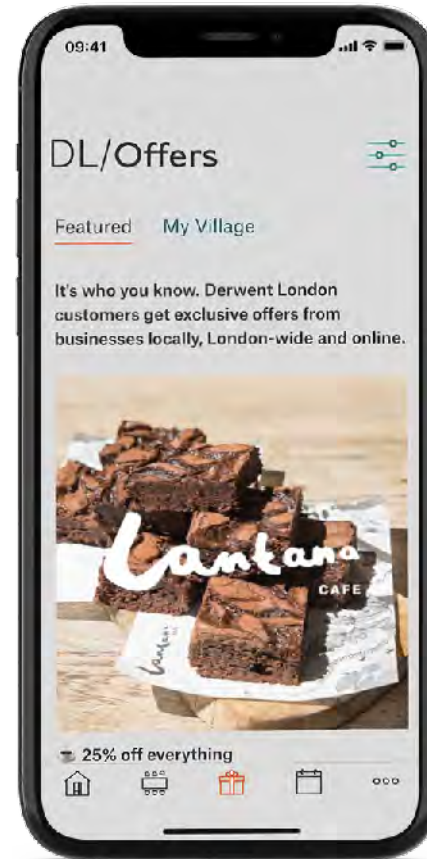 09:41
DL/Offers
Featured My Village
It's who you know. Derwent London
customers get exclusive offers from
businesses locally, London-wide and online.
Lantana
CAFE
Lantana
25% off everything